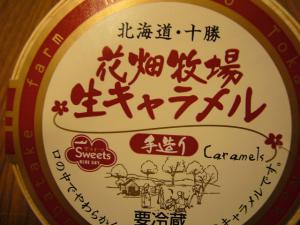 北海道・十勝
花畑牧場
生キャラメル
手造り
Caramels
Sweets
口の中でやわらか
キャラメルです。
要冷蔵
farm
To